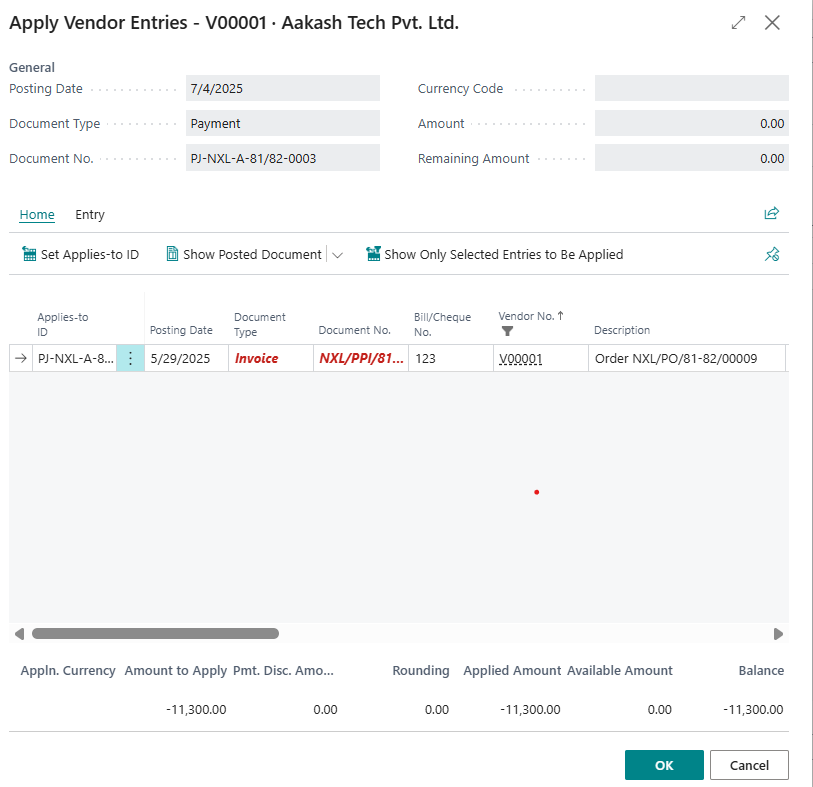 Apply Vendor Entries - V00001 · Aakash Tech Pvt. Ltd.
General
Posting Date 7/4/2025 Currency Code
Document Type Payment Amount 0.00
Document No. PJ-NXL-A-81/82-0003 Remaining Amount 0.00
Home Entry
Set Applies-to ID Show Posted Document Show Only Selected Entries to Be Applied
Applies-to ID Posting Date Document Type Document No. Bill/Cheque No. Vendor No. ↑ Description
PJ-NXL-A-8... 5/29/2025 Invoice NXL/PPI/81... 123 V00001 Order NXL/PO/81-82/00009
Appln. Currency Amount to Apply Pmt. Disc. Amo... Rounding Applied Amount Available Amount Balance
-11,300.00 0.00 0.00 -11,300.00 0.00 -11,300.00
OK Cancel